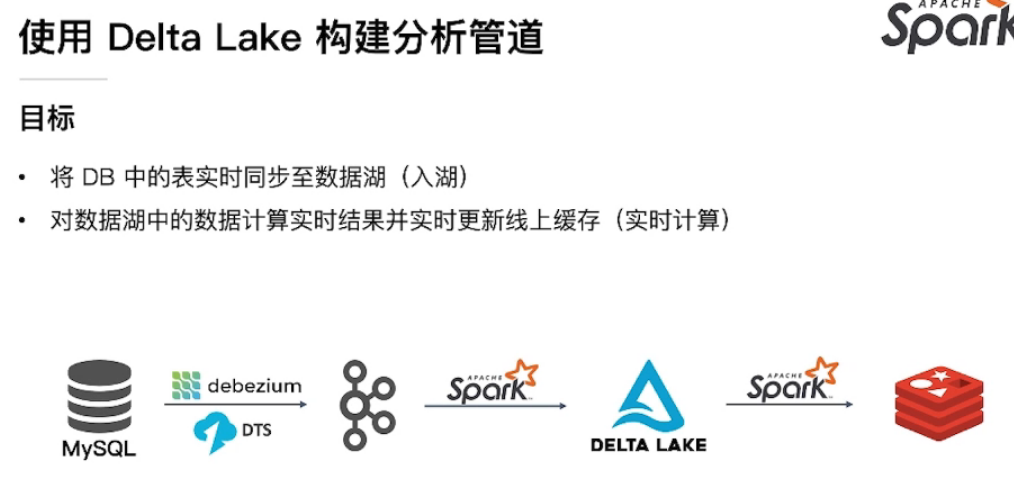 使用 Delta Lake 构建分析管道
APACHE
Spark
目标
• 将 DB 中的表实时同步至数据湖（入湖）
• 对数据湖中的数据计算实时结果并实时更新线上缓存（实时计算）
debezium
DTS
MySQL
APACHE
Spark
DELTA LAKE
APACHE
Spark